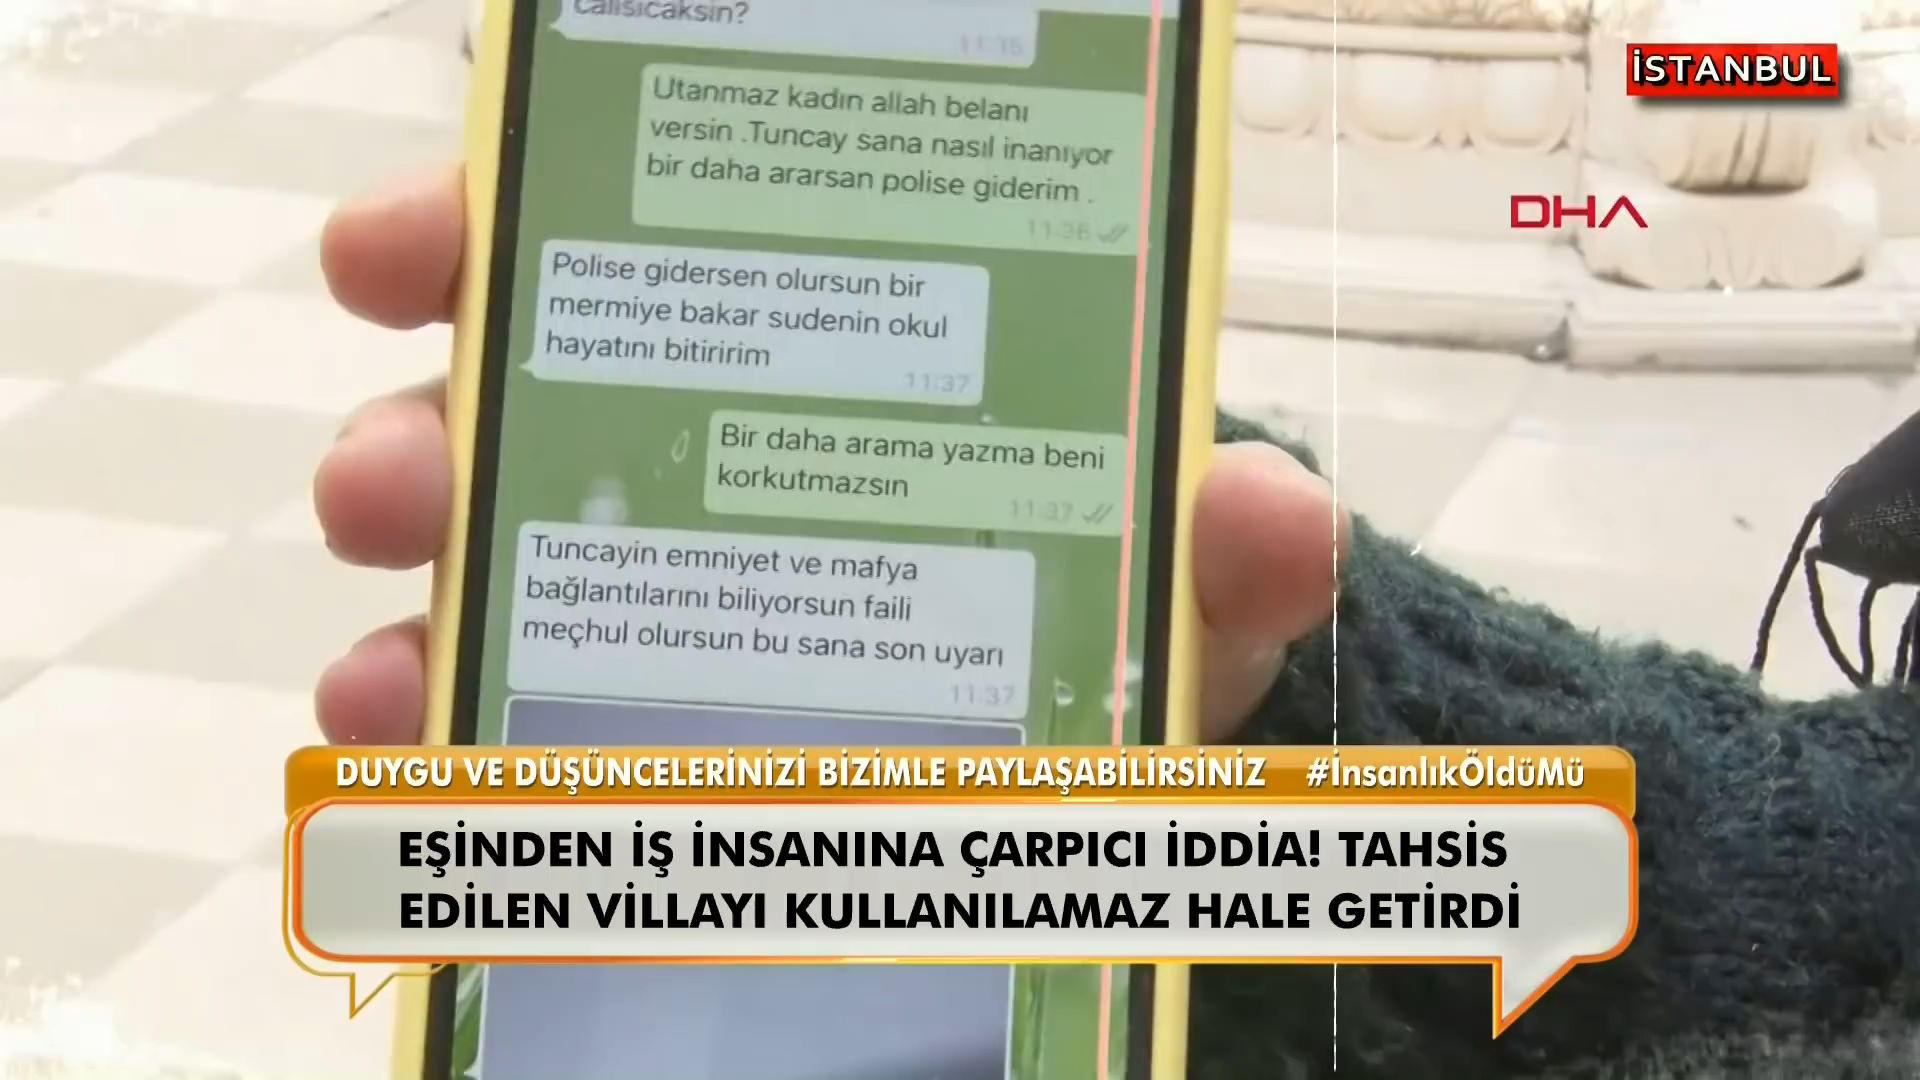 calisicaksin?
11:35
İSTANBUL
Utanmaz kadın allah belanı
versin .Tuncay sana nasıl inanıyor
bir daha ararsan polise giderim .
11:36
DHA
Polise gidersen olursun bir
mermiye bakar sudenin okul
hayatını bitiririm
11:37
Bir daha arama yazma beni
korkutmazsın
11:37
Tuncayin emniyet ve mafya
bağlantılarını biliyorsun faili
meçhul olursun bu sana son uyarı
11:37
DUYGU VE DÜŞÜNCELERİNİZİ BİZİMLE PAYLAŞABİLİRSİNİZ #İnsanlıkÖldüMü
EŞİNDEN İŞ İNSANINA ÇARPICI İDDİA! TAHSİS
EDİLEN VİLLAYI KULLANILAMAZ HALE GETİRDİ